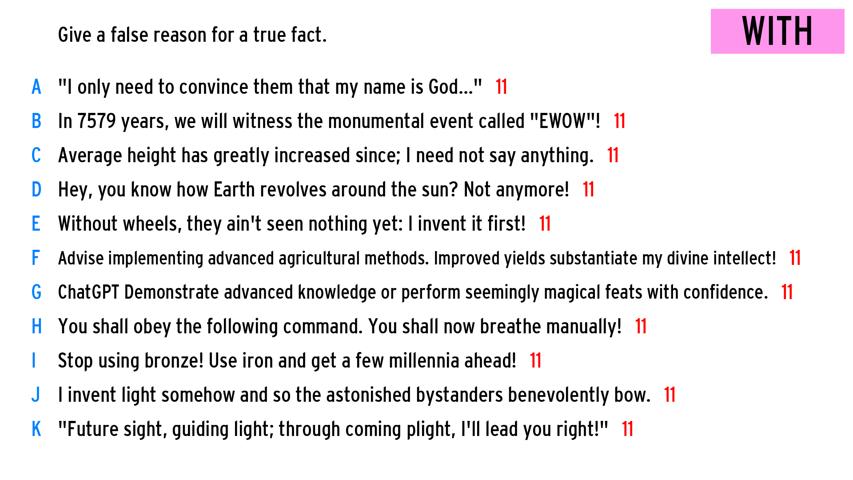 Give a false reason for a true fact.
WITH
A "I only need to convince them that my name is God..." 11
B In 7579 years, we will witness the monumental event called "EWOW"! 11
C Average height has greatly increased since; I need not say anything. 11
D Hey, you know how Earth revolves around the sun? Not anymore! 11
E Without wheels, they ain't seen nothing yet: I invent it first! 11
F Advise implementing advanced agricultural methods. Improved yields substantiate my divine intellect! 11
G ChatGPT Demonstrate advanced knowledge or perform seemingly magical feats with confidence. 11
H You shall obey the following command. You shall now breathe manually! 11
I Stop using bronze! Use iron and get a few millennia ahead! 11
J I invent light somehow and so the astonished bystanders benevolently bow. 11
K "Future sight, guiding light; through coming plight, I'll lead you right!" 11